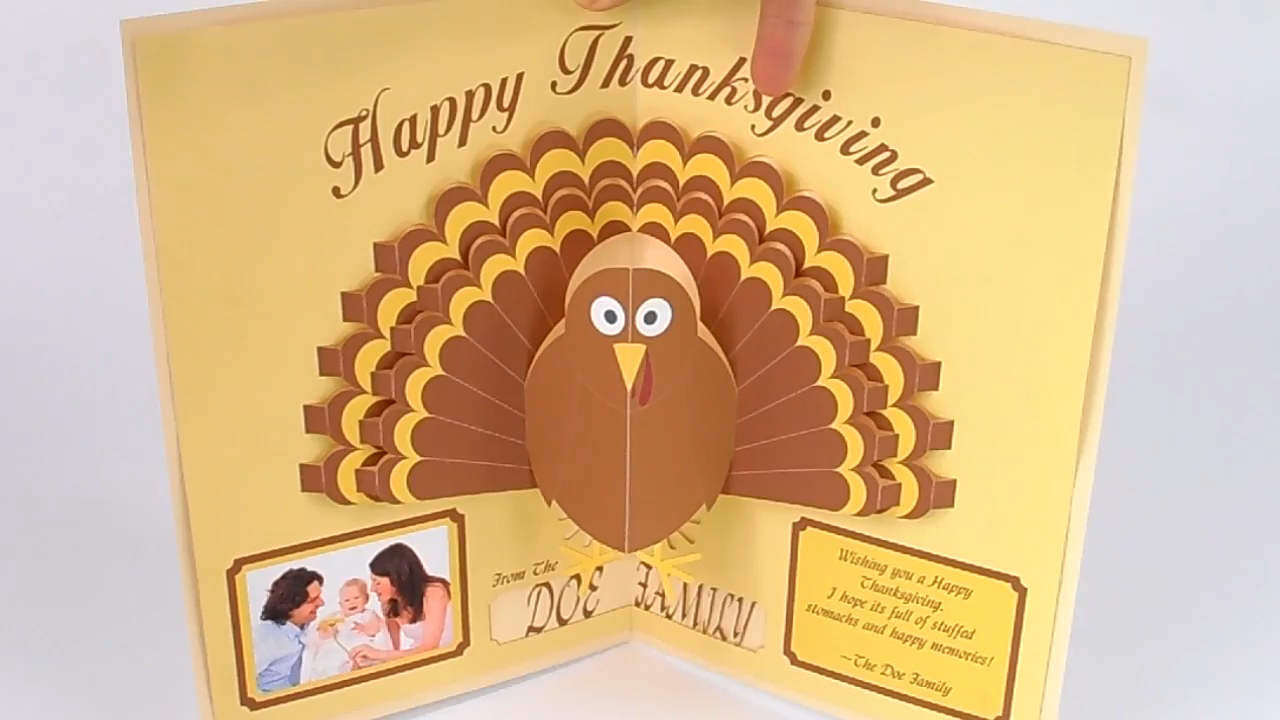 Happy Thanksgiving
From The
DOE FAMILY
Wishing you a Happy
Thanksgiving.
I hope its full of stuffed
stomachs and happy memories!
—The Doe Family